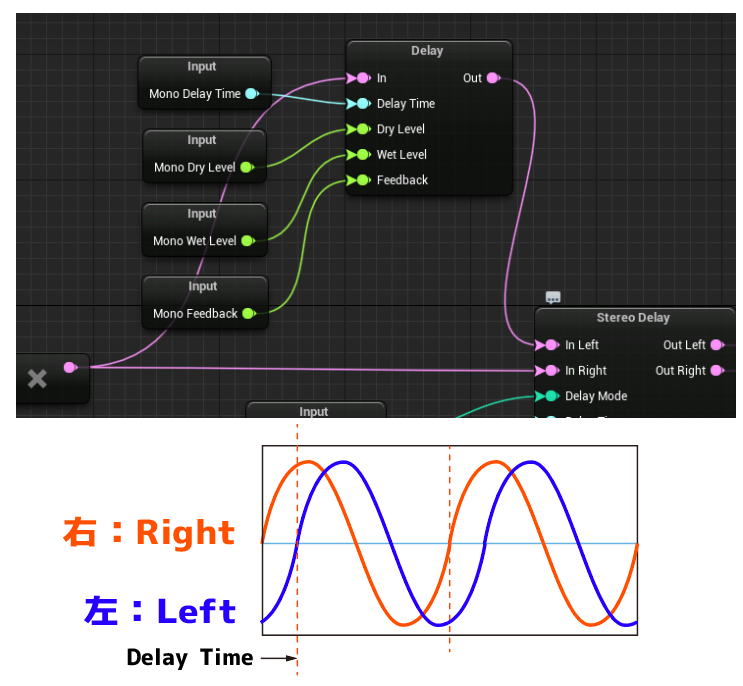 Delay
Input
In
Out
Mono Delay Time
Delay Time
Input
Dry Level
Mono Dry Level
Wet Level
Feedback
Input
Mono Wet Level
Input
Mono Feedback
Stereo Delay
In Left
Out Left
In Right
Out Right
Delay Mode
Input
右：Right
左：Left
Delay Time